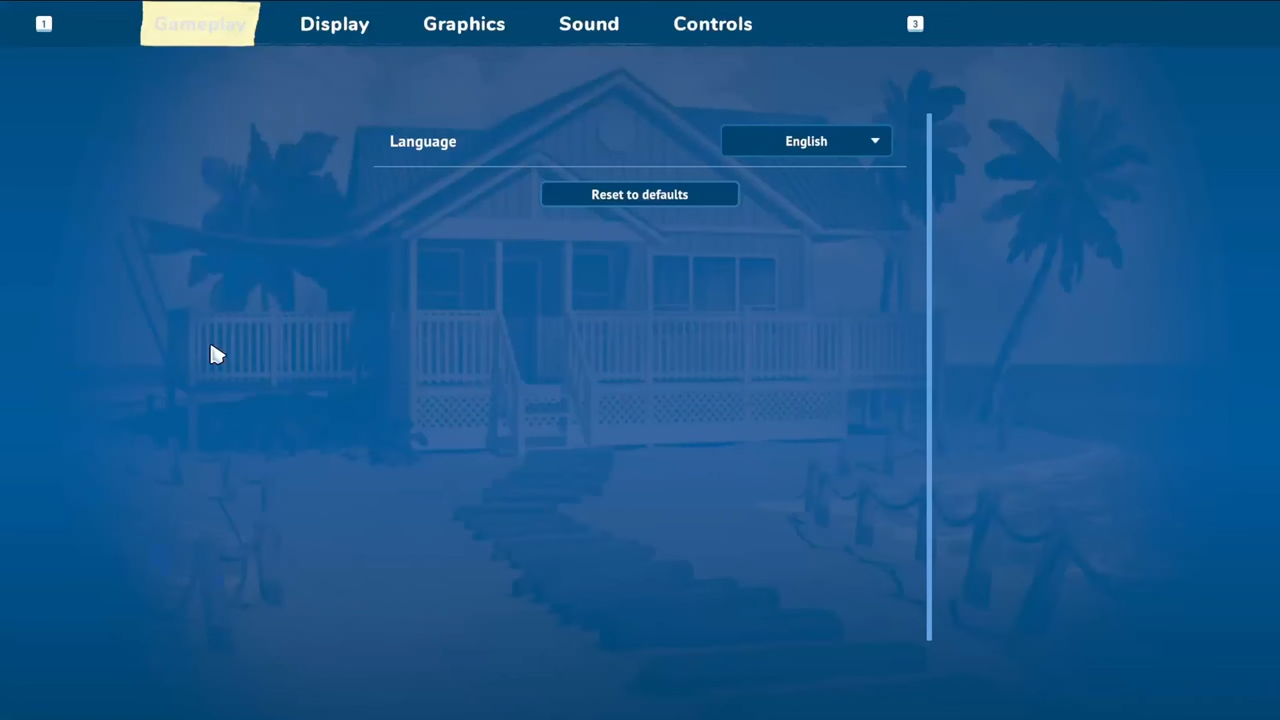 1
Gameplay
Display
Graphics
Sound
Controls
3
Language
English
Reset to defaults